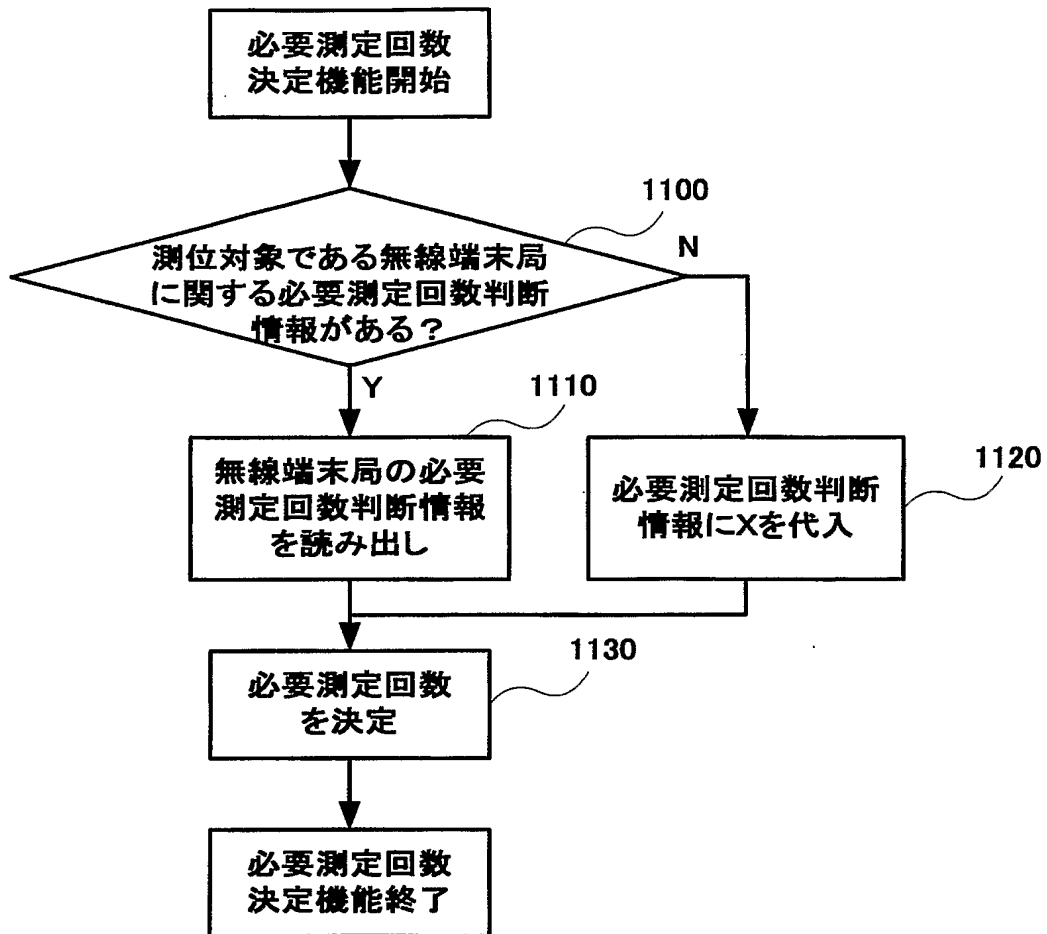 必要測定回数
決定機能開始
1100
測位対象である無線端末局
に関する必要測定回数判断
情報がある？
N
Y
1110
無線端末局の必要
測定回数判断情報
を読み出し
1120
必要測定回数判断
情報にXを代入
1130
必要測定回数
を決定
必要測定回数
決定機能終了